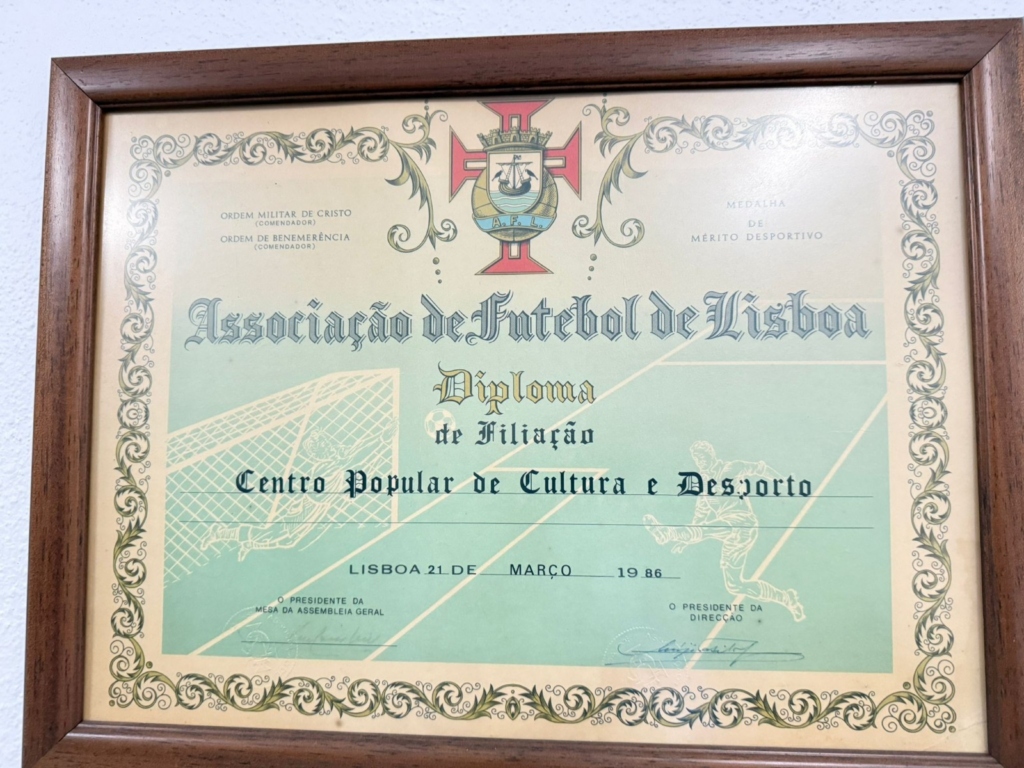 A. F. L.
ORDEM MILITAR DE CRISTO
(COMENDADOR)
ORDEM DE BENEMERÊNCIA
(COMENDADOR)
MEDALHA
DE
MÉRITO DESPORTIVO
Associação de Futebol de Lisboa
Diploma
de Filiação
Centro Popular de Cultura e Desporto
LISBOA 21 DE MARÇO 1986
O PRESIDENTE DA
MESA DA ASSEMBLEIA GERAL
O PRESIDENTE DA
DIRECÇÃO